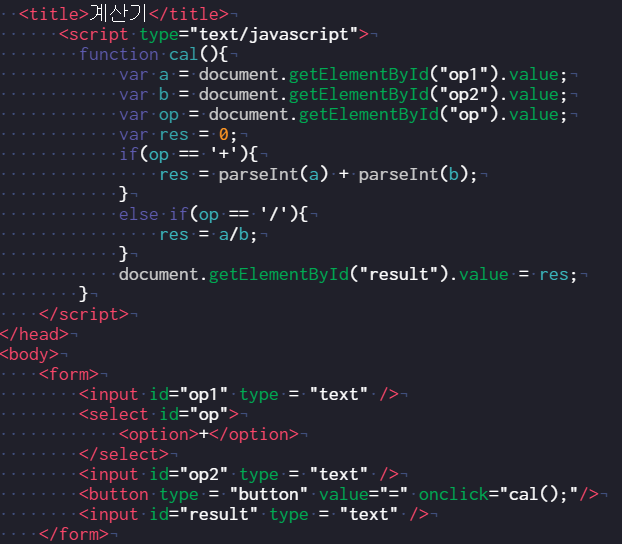 <title>계산기</title>
<script type="text/javascript">
function cal(){
var a = document.getElementById("op1").value;
var b = document.getElementById("op2").value;
var op = document.getElementById("op").value;
var res = 0;
if(op == '+'){
res = parseInt(a) + parseInt(b);
}
else if(op == '/'){
res = a/b;
}
document.getElementById("result").value = res;
}
</script>
</head>
<body>
<form>
<input id="op1" type = "text" />
<select id="op">
<option>+</option>
</select>
<input id="op2" type = "text" />
<button type = "button" value="=" onclick="cal();"/>
<input id="result" type = "text" />
</form>